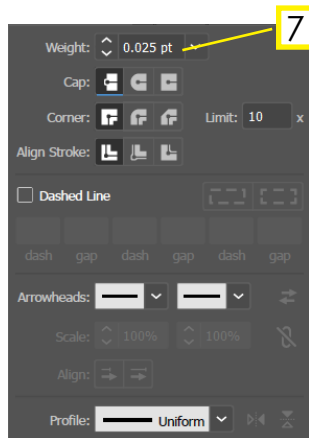 7
Weight: 0.025 pt
Cap:
Corner: Limit: 10 x
Align Stroke:
Dashed Line
dash gap dash gap dash gap
Arrowheads:
Scale: 100% 100%
Align:
Profile: Uniform